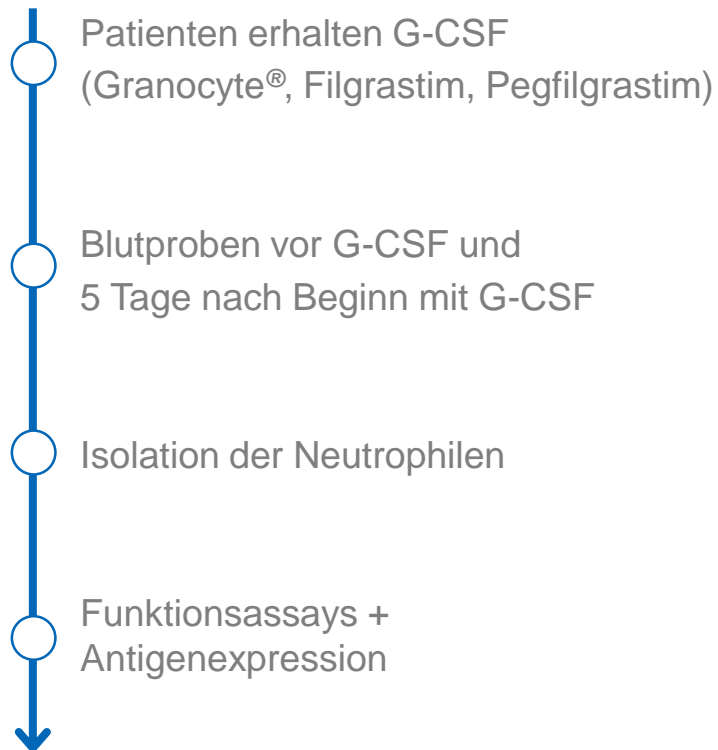 Patienten erhalten G-CSF
(Granocyte®, Filgrastim, Pegfilgrastim)
Blutproben vor G-CSF und
5 Tage nach Beginn mit G-CSF
Isolation der Neutrophilen
Funktionsassays +
Antigenexpression